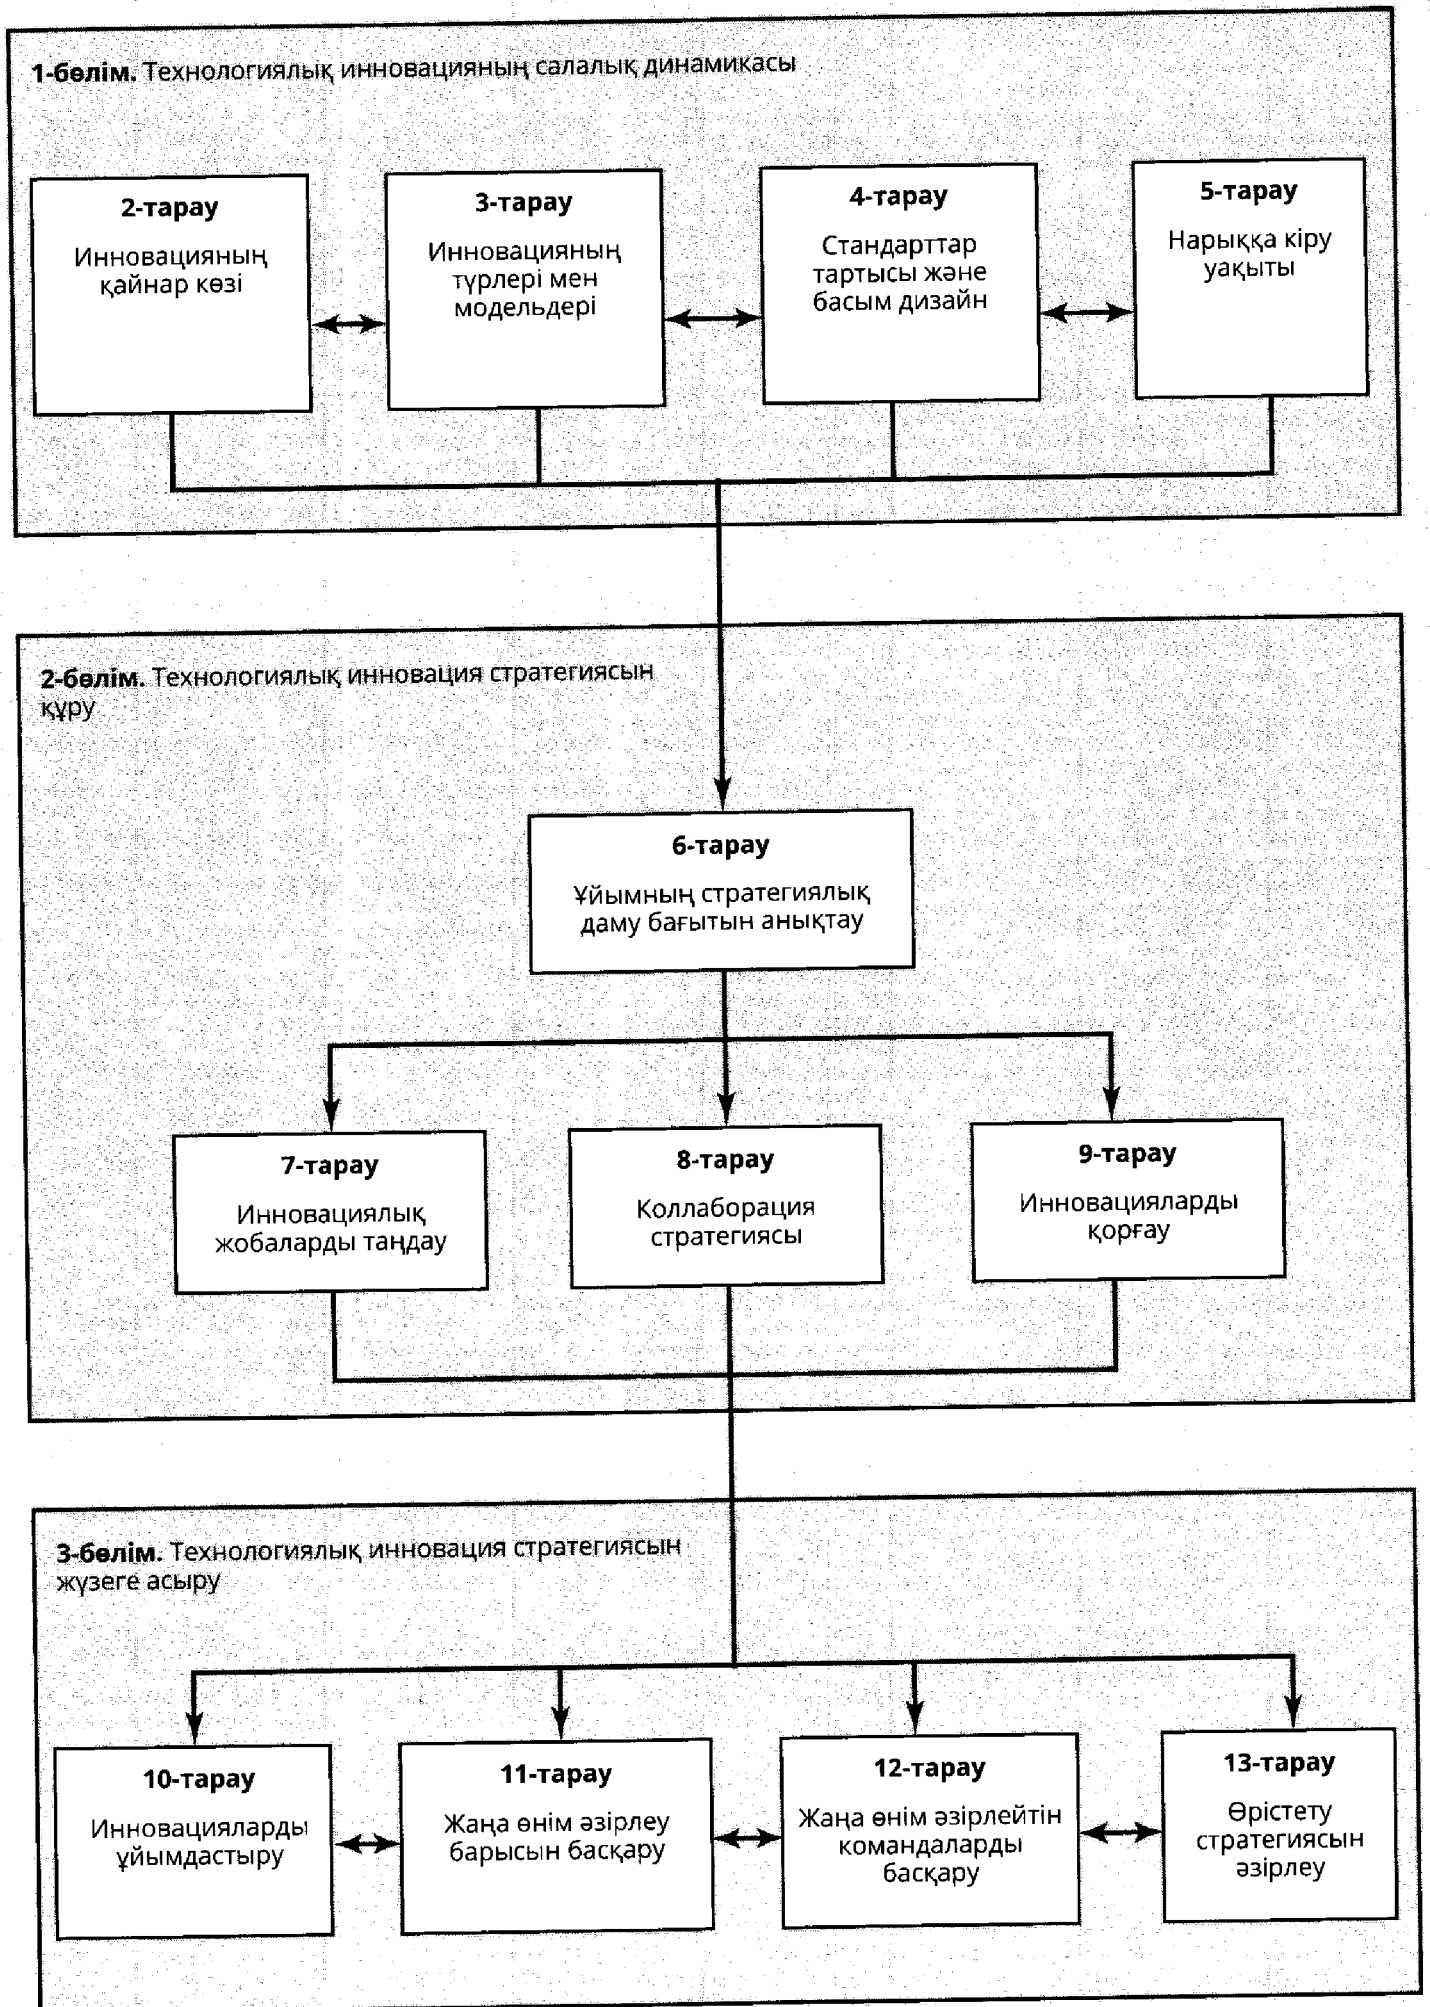 1-бөлім. Технологиялық инновацияның салалық динамикасы
2-тарау
Инновацияның
қайнар көзі
3-тарау
Инновацияның
түрлері мен
модельдері
4-тарау
Стандарттар
тартысы және
басым дизайн
5-тарау
Нарыққа кіру
уақыты
2-бөлім. Технологиялық инновация стратегиясын
құру
6-тарау
Ұйымның стратегиялық
даму бағытын анықтау
7-тарау
Инновациялық
жобаларды таңдау
8-тарау
Коллаборация
стратегиясы
9-тарау
Инновацияларды
қорғау
3-бөлім. Технологиялық инновация стратегиясын
жүзеге асыру
10-тарау
Инновацияларды
ұйымдастыру
11-тарау
Жаңа өнім әзірлеу
барысын басқару
12-тарау
Жаңа өнім әзірлейтін
командаларды
басқару
13-тарау
Өрістету
стратегиясын
әзірлеу